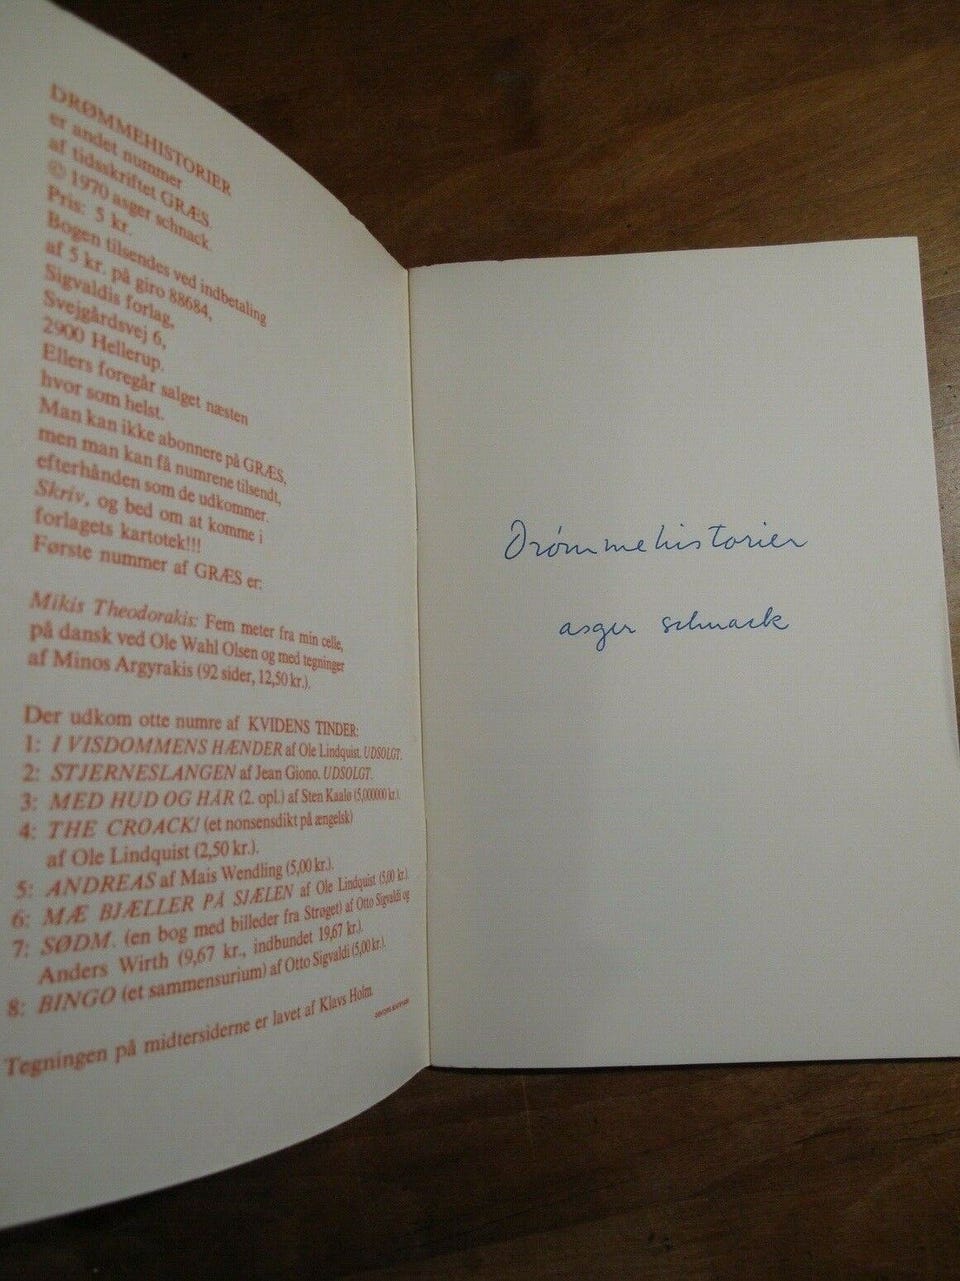 DRØMMEHISTORIER
er andet nummer
af tidsskriftet GRÆS.
© 1970 asger schnack.
Pris: 5 kr.
Bogen tilsendes ved indbetaling
af 5 kr. på giro 88684,
Sigvaldis forlag,
Svejgårdsvej 6,
2900 Hellerup.
Ellers foregår salget næsten
hvor som helst.
Man kan ikke abonnere på GRÆS,
men man kan få numrene tilsendt,
efterhånden som de udkommer.
Skriv, og bed om at komme i
forlagets kartotek!!!
Første nummer af GRÆS er:
Mikis Theodorakis: Fem meter fra min celle,
på dansk ved Ole Wahl Olsen og med tegninger
af Minos Argyrakis (92 sider, 12,50 kr.).
Der udkom otte numre af KVIDENS TINDER:
1: I VISDOMMENS HÆNDER af Ole Lindquist. UDSOLGT.
2: STJERNESLANGEN af Jean Giono. UDSOLGT.
3: MED HUD OG HÅR (2. opl.) af Sten Kaalø (5,000000 kr.).
4: THE CROACK! (et nonsensdikt på ængelsk)
af Ole Lindquist (2,50 kr.).
5: ANDREAS af Mais Wendling (5,00 kr.).
6: MÆ BJÆLLER PÅ SJÆLEN af Ole Lindquist (5,00 kr.).
7: SØDM. (en bog med billeder fra Strøget) af Otto Sigvaldi og
Anders Wirth (9,67 kr., indbundet 19,67 kr.).
8: BINGO (et sammensurium) af Otto Sigvaldi (5,00 kr.).
Tegningen på midtersiderne er lavet af Klavs Holm.
Drømmehistorier
asger schnack